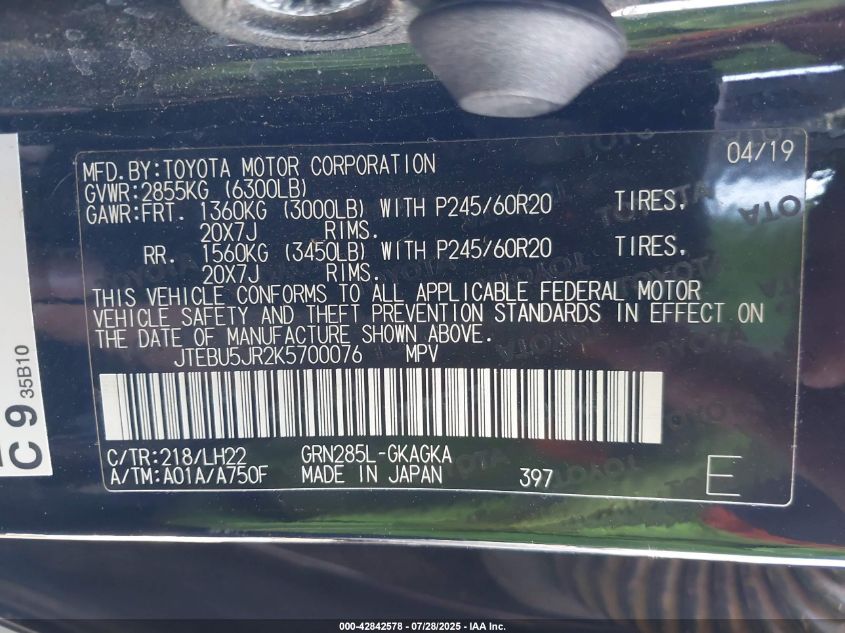 MFD.BY:TOYOTA MOTOR CORPORATION 04/19
GVWR:2855KG (6300LB)
GAWR:FRT. 1360KG (3000LB) WITH P245/60R20 TIRES,
20X7J RIMS.
RR. 1560KG (3450LB) WITH P245/60R20 TIRES,
20X7J RIMS.
THIS VEHICLE CONFORMS TO ALL APPLICABLE FEDERAL MOTOR
VEHICLE SAFETY AND THEFT PREVENTION STANDARDS IN EFFECT ON
THE DATE OF MANUFACTURE SHOWN ABOVE.
JTEBU5JR2K5700076 MPV
C/TR:218/LH22 GRN285L-GKAGKA
A/TM:A01A/A750F MADE IN JAPAN 397 E
C 9 35B10
000-42842578 - 07/28/2025 - IAA Inc.